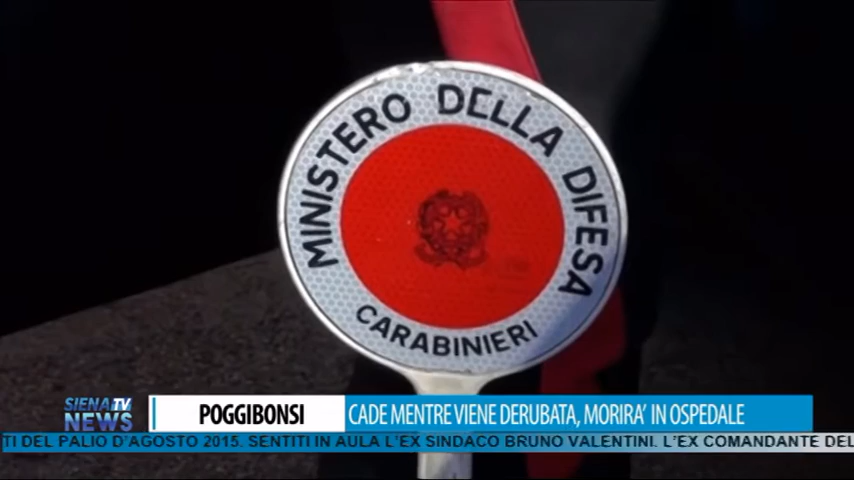 MINISTERO DELLA DIFESA
CARABINIERI
SIENA TV
NEWS
POGGIBONSI
CADE MENTRE VIENE DERUBATA, MORIRA' IN OSPEDALE
TI DEL PALIO D'AGOSTO 2015. SENTITI IN AULA L'EX SINDACO BRUNO VALENTINI. L'EX COMANDANTE DEL